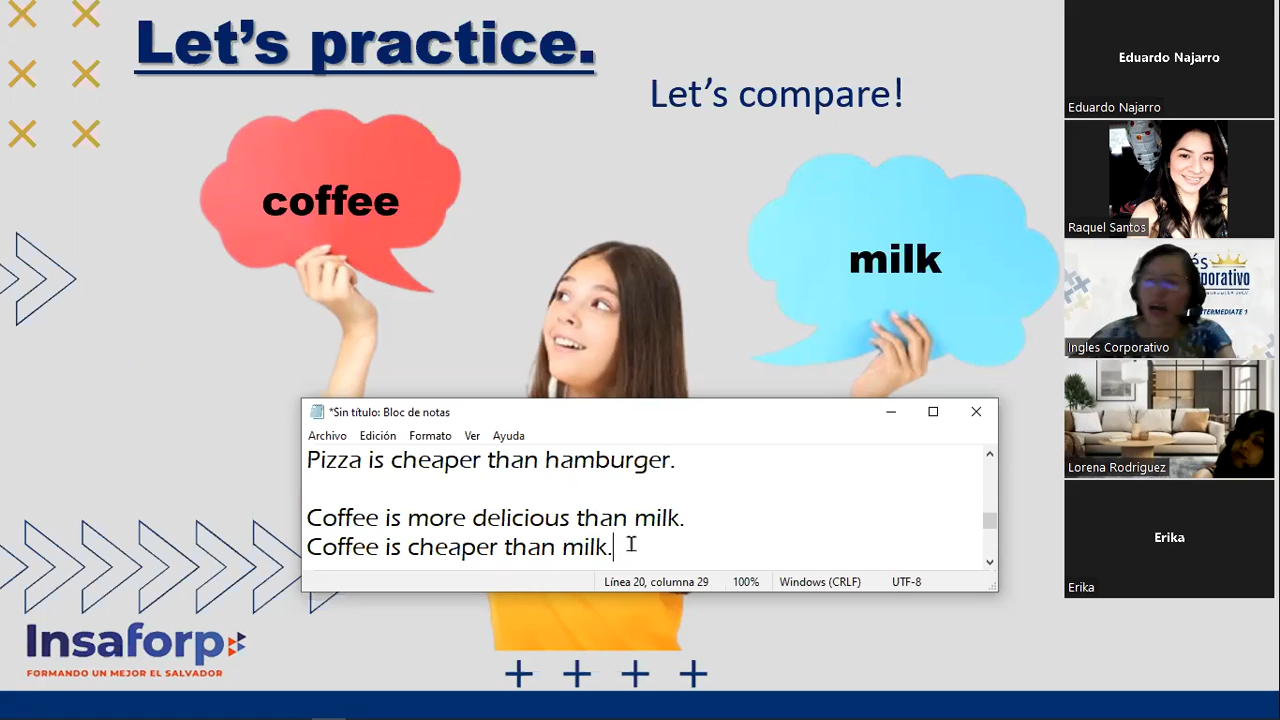 Let's practice.
Let's compare!
coffee
milk
*Sin título: Bloc de notas
Archivo Edición Formato Ver Ayuda
Pizza is cheaper than hamburger.
Coffee is more delicious than milk.
Coffee is cheaper than milk.
Línea 20, columna 29 100% Windows (CRLF) UTF-8
Insaforp
FORMANDO UN MEJOR EL SALVADOR
Eduardo Najarro
Eduardo Najarro
Raquel Santos
Ingles Corporativo
Lorena Rodriguez
Erika
Erika